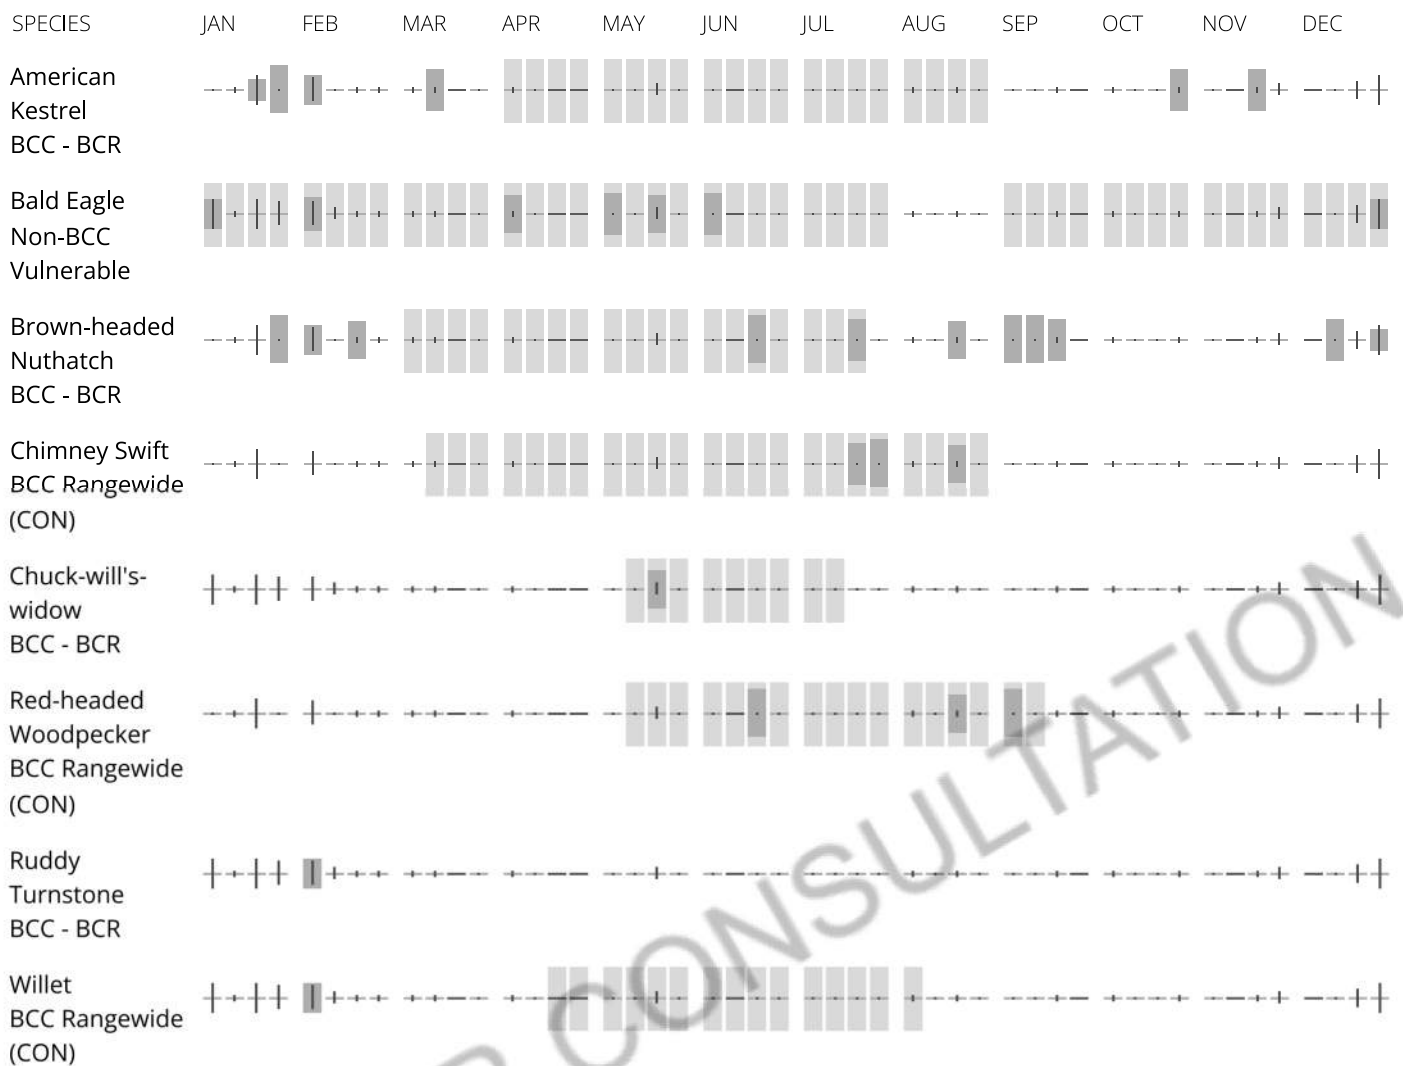 SPECIES JAN FEB MAR APR MAY JUN JUL AUG SEP OCT NOV DEC
American
Kestrel
BCC - BCR
Bald Eagle
Non-BCC
Vulnerable
Brown-headed
Nuthatch
BCC - BCR
Chimney Swift
BCC Rangewide
(CON)
Chuck-will's-
widow
BCC - BCR
Red-headed
Woodpecker
BCC Rangewide
(CON)
Ruddy
Turnstone
BCC - BCR
Willet
BCC Rangewide
(CON)
CONSULTATION